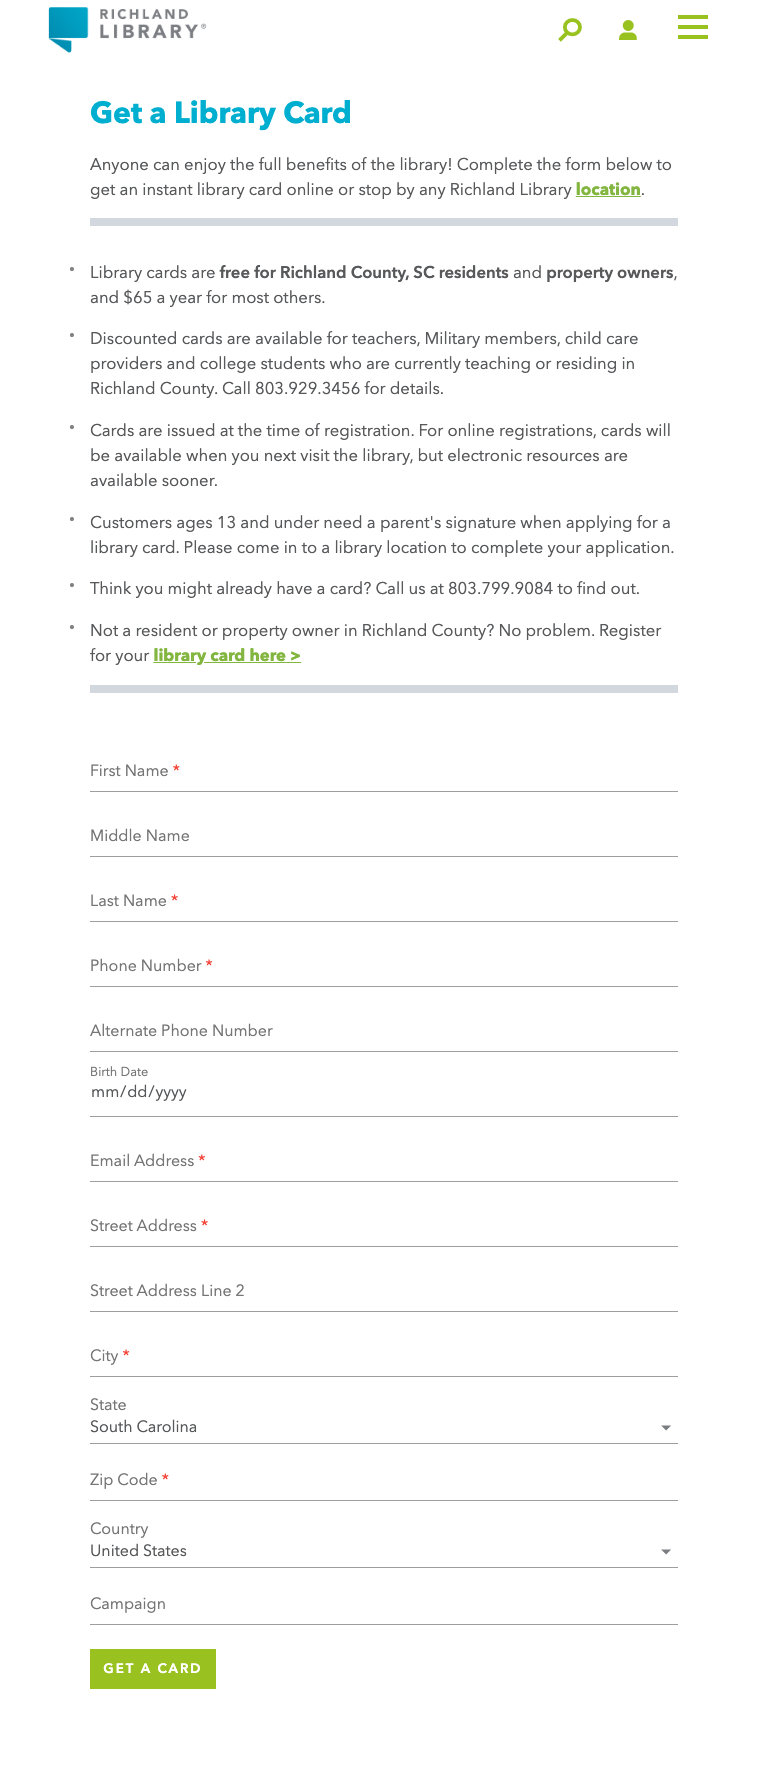 RICHLAND
LIBRARY®
Get a Library Card
Anyone can enjoy the full benefits of the library! Complete the form below to
get an instant library card online or stop by any Richland Library location.
• Library cards are free for Richland County, SC residents and property owners,
and $65 a year for most others.
• Discounted cards are available for teachers, Military members, child care
providers and college students who are currently teaching or residing in
Richland County. Call 803.929.3456 for details.
• Cards are issued at the time of registration. For online registrations, cards will
be available when you next visit the library, but electronic resources are
available sooner.
• Customers ages 13 and under need a parent's signature when applying for a
library card. Please come in to a library location to complete your application.
• Think you might already have a card? Call us at 803.799.9084 to find out.
• Not a resident or property owner in Richland County? No problem. Register
for your library card here >
First Name *
Middle Name
Last Name *
Phone Number *
Alternate Phone Number
Birth Date
mm/dd/yyyy
Email Address *
Street Address *
Street Address Line 2
City *
State
South Carolina
Zip Code *
Country
United States
Campaign
GET A CARD